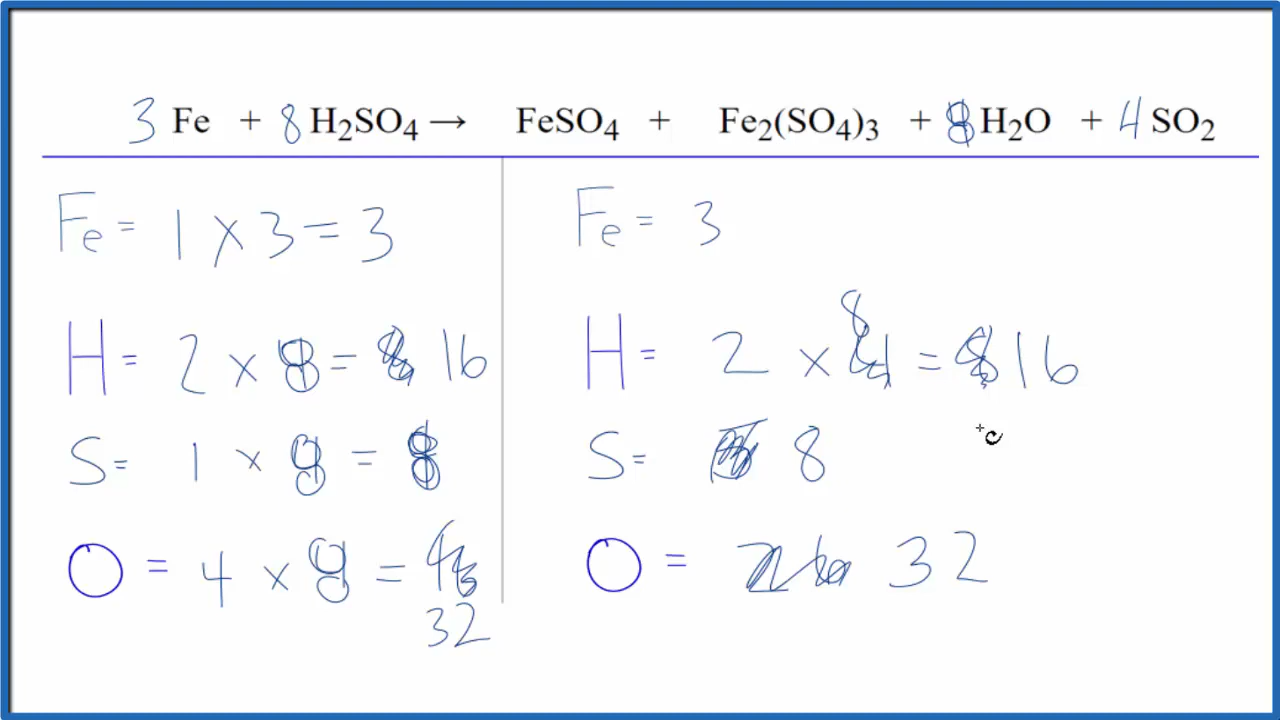 3 Fe + 8 H2SO4 → FeSO4 + Fe2(SO4)3 + 8 H2O + 4 SO2
Fe = 1 x 3 = 3
Fe = 3
H = 2 x 8 = 16
H = 2 x 8 = 16
S = 1 x 8 = 8
S = 8
O = 4 x 8 = 32
O = 32